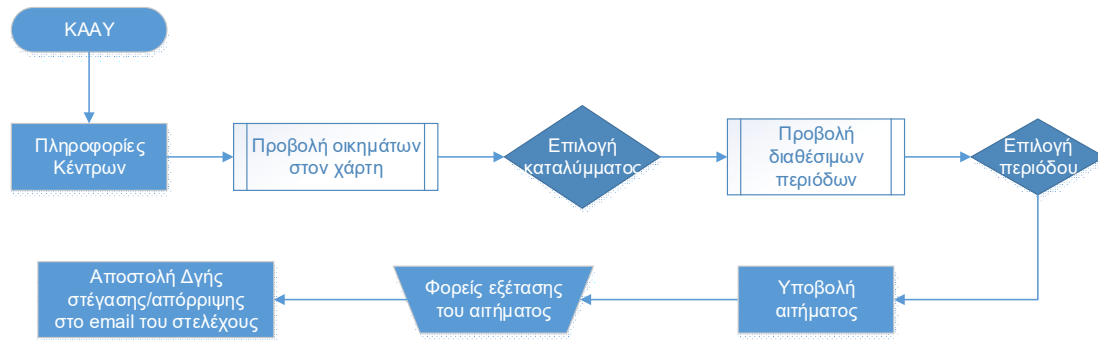 ΚΑΑΥ
Πληροφορίες
Κέντρων
Προβολή οικημάτων
στον χάρτη
Επιλογή
καταλύμματος
Προβολή
διαθέσιμων
περιόδων
Επιλογή
περιόδου
Υποβολή
αιτήματος
Φορείς εξέτασης
του αιτήματος
Αποστολή Δγής
στέγασης/απόρριψης
στο email του στελέχους